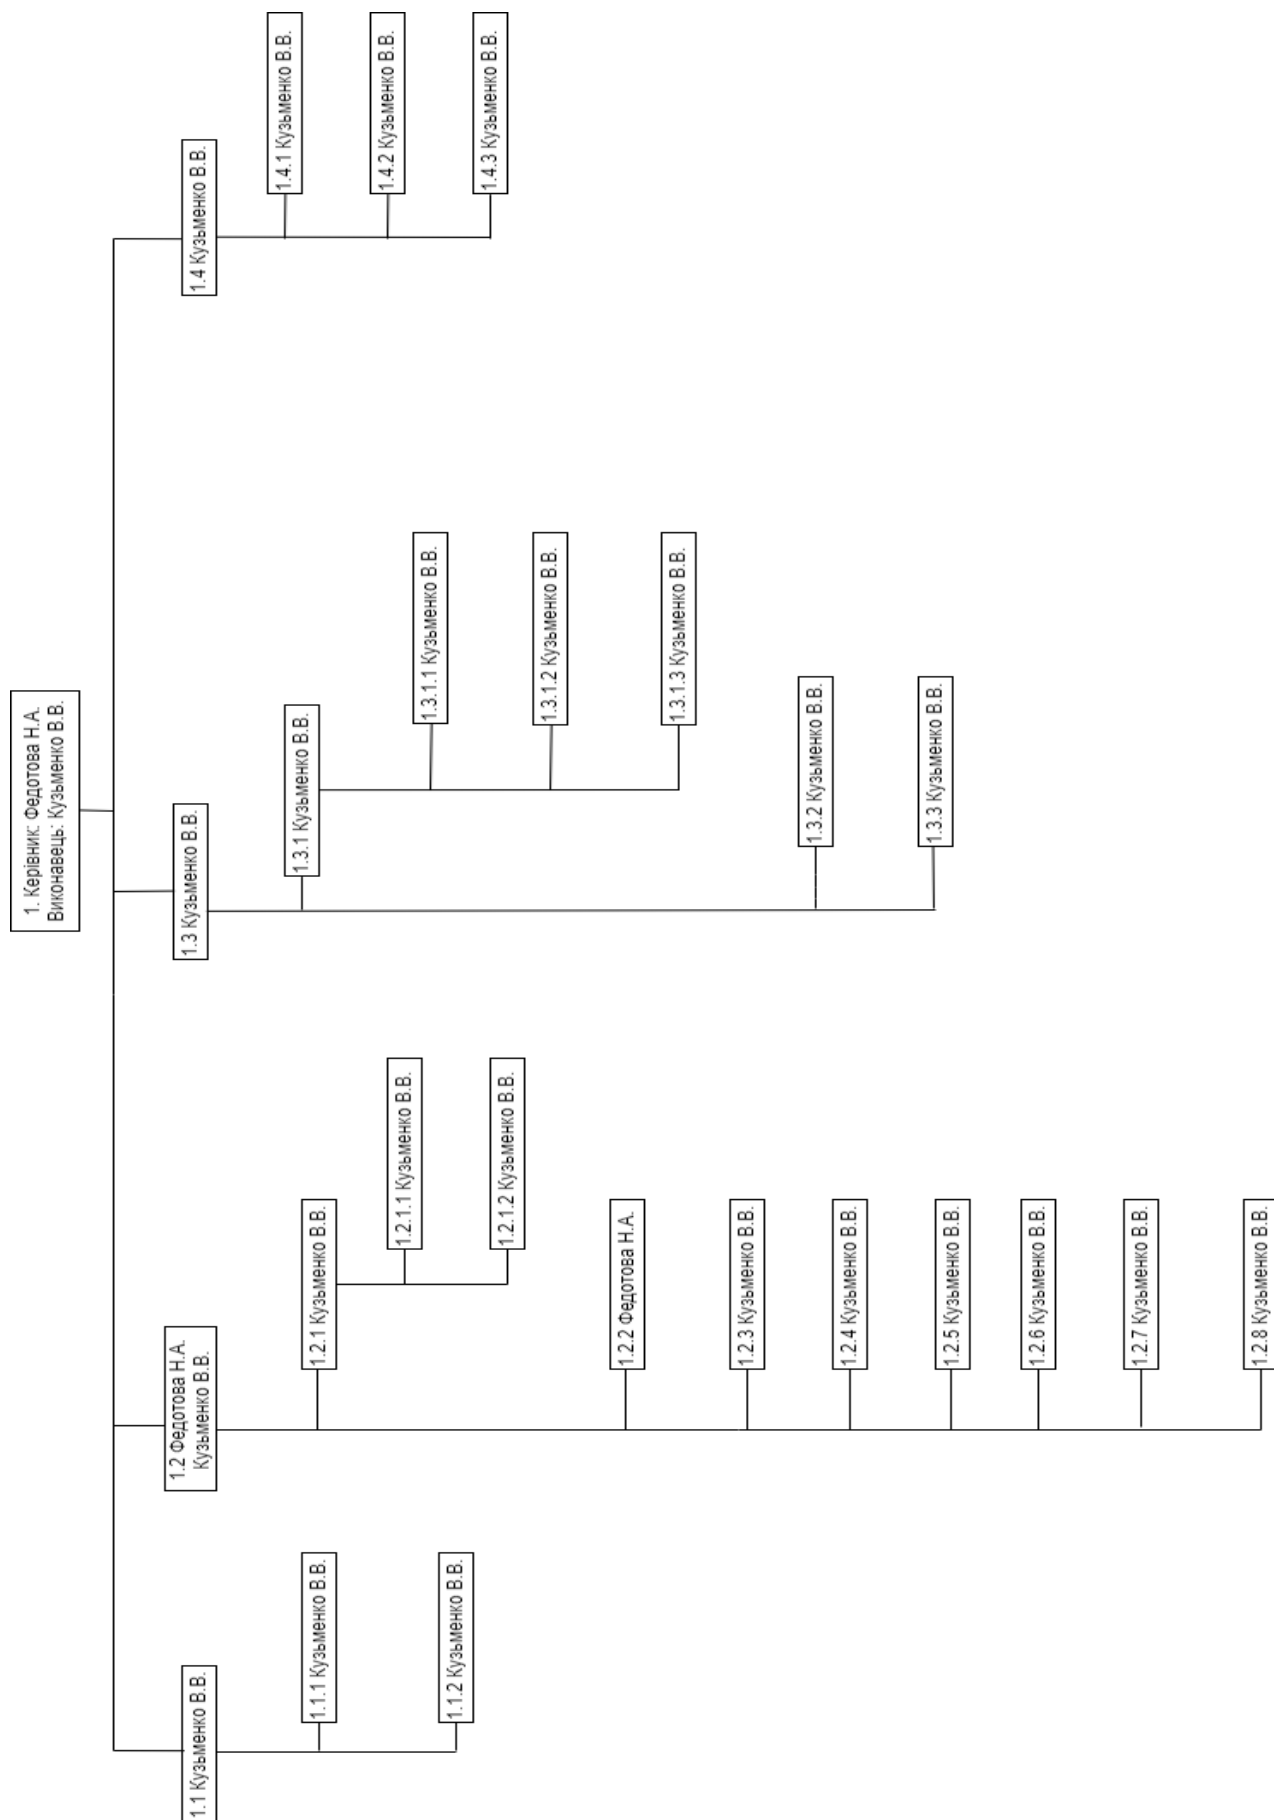 1. Керівник: Федотова Н.А.
Виконавець: Кузьменко В.В.
1.1 Кузьменко В.В.
1.1.1 Кузьменко В.В.
1.1.2 Кузьменко В.В.
1.2 Федотова Н.А.
Кузьменко В.В.
1.2.1 Кузьменко В.В.
1.2.1.1 Кузьменко В.В.
1.2.1.2 Кузьменко В.В.
1.2.2 Федотова Н.А.
1.2.3 Кузьменко В.В.
1.2.4 Кузьменко В.В.
1.2.5 Кузьменко В.В.
1.2.6 Кузьменко В.В.
1.2.7 Кузьменко В.В.
1.2.8 Кузьменко В.В.
1.3 Кузьменко В.В.
1.3.1 Кузьменко В.В.
1.3.1.1 Кузьменко В.В.
1.3.1.2 Кузьменко В.В.
1.3.1.3 Кузьменко В.В.
1.3.2 Кузьменко В.В.
1.3.3 Кузьменко В.В.
1.4 Кузьменко В.В.
1.4.1 Кузьменко В.В.
1.4.2 Кузьменко В.В.
1.4.3 Кузьменко В.В.